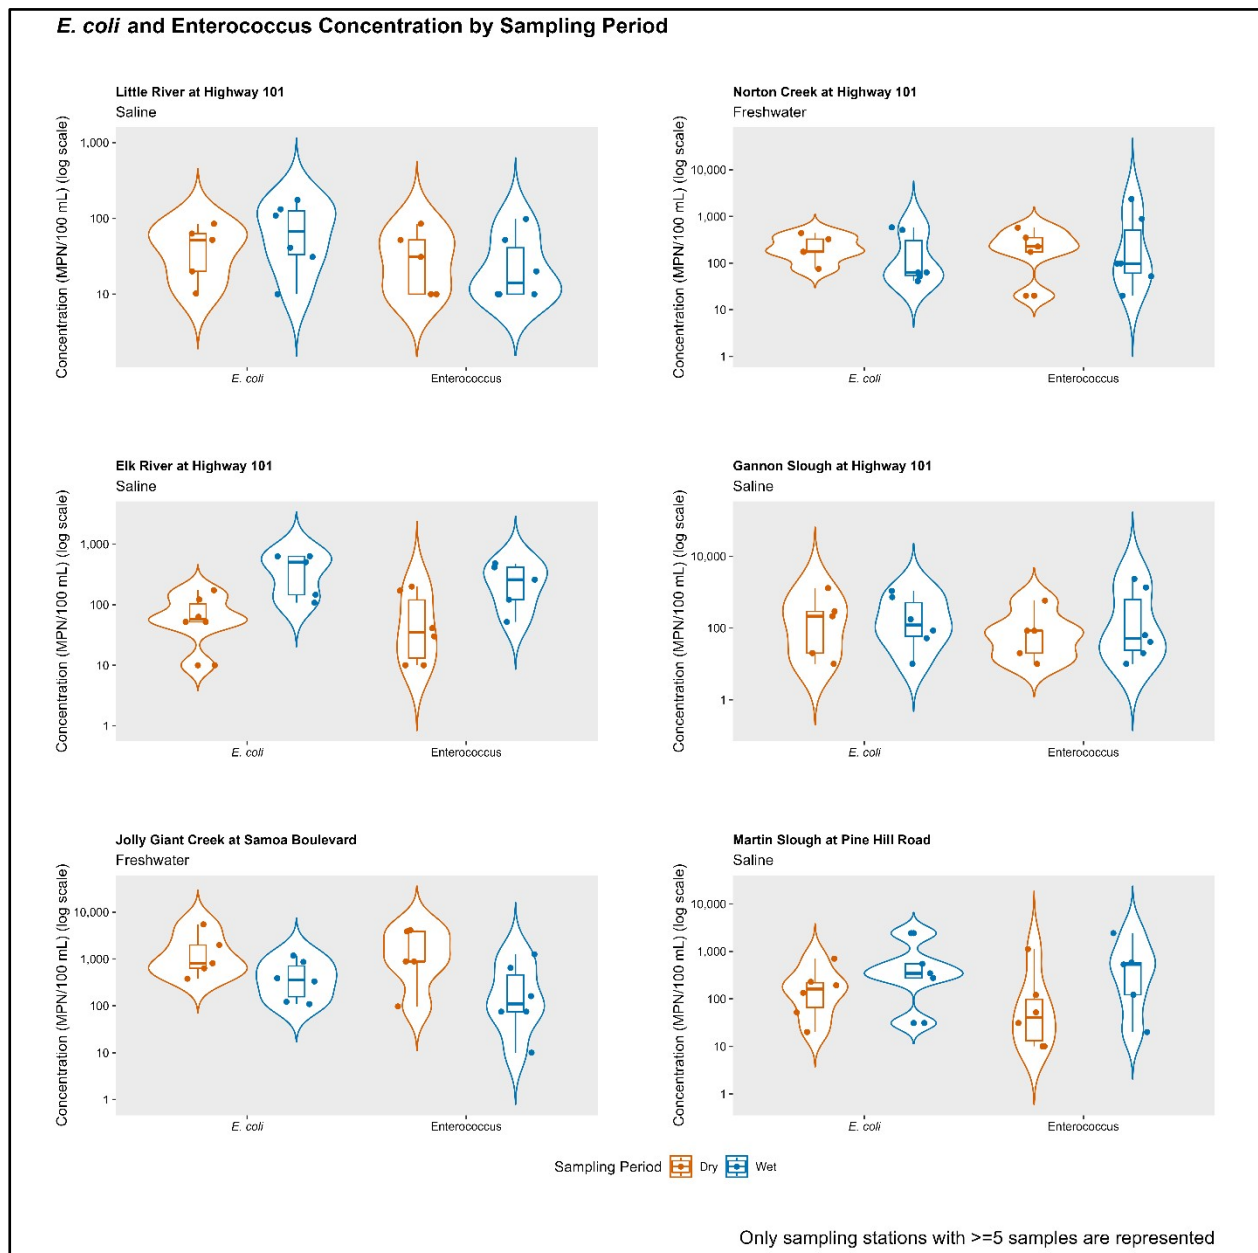 E. coli and Enterococcus Concentration by Sampling Period
Little River at Highway 101
Saline
Concentration (MPN/100 mL) (log scale)
1,000
100
10
E. coli
Enterococcus
Norton Creek at Highway 101
Freshwater
Concentration (MPN/100 mL) (log scale)
10,000
1,000
100
10
1
E. coli
Enterococcus
Elk River at Highway 101
Saline
Concentration (MPN/100 mL) (log scale)
1,000
100
10
1
E. coli
Enterococcus
Gannon Slough at Highway 101
Saline
Concentration (MPN/100 mL) (log scale)
10,000
100
1
E. coli
Enterococcus
Jolly Giant Creek at Samoa Boulevard
Freshwater
Concentration (MPN/100 mL) (log scale)
10,000
1,000
100
10
1
E. coli
Enterococcus
Martin Slough at Pine Hill Road
Saline
Concentration (MPN/100 mL) (log scale)
10,000
1,000
100
10
1
E. coli
Enterococcus
Sampling Period Dry Wet
Only sampling stations with >=5 samples are represented